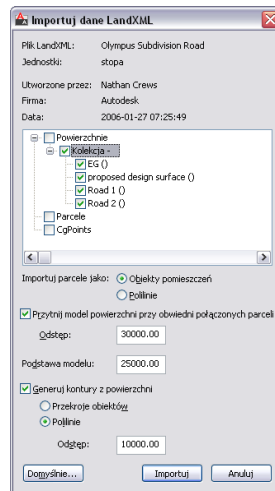 Importuj dane LandXML
Plik LandXML: Olympus Subdivision Road
Jednostki: stopa
Utworzone przez: Nathan Crews
Firma: Autodesk
Data: 2006-01-27 07:25:49
Powierzchnie
Kolekcja -
EG ()
proposed design surface ()
Road 1 ()
Road 2 ()
Parcele
CgPoints
Importuj parcele jako: Obiekty pomieszczeń
Polilinie
Przytnij model powierzchni przy obwiedni połączonych parceli
Odstęp: 30000.00
Podstawa modelu: 25000.00
Generuj kontury z powierzchni
Przekroje obiektów
Polilinie
Odstęp: 10000.00
Domyślnie... Importuj Anuluj